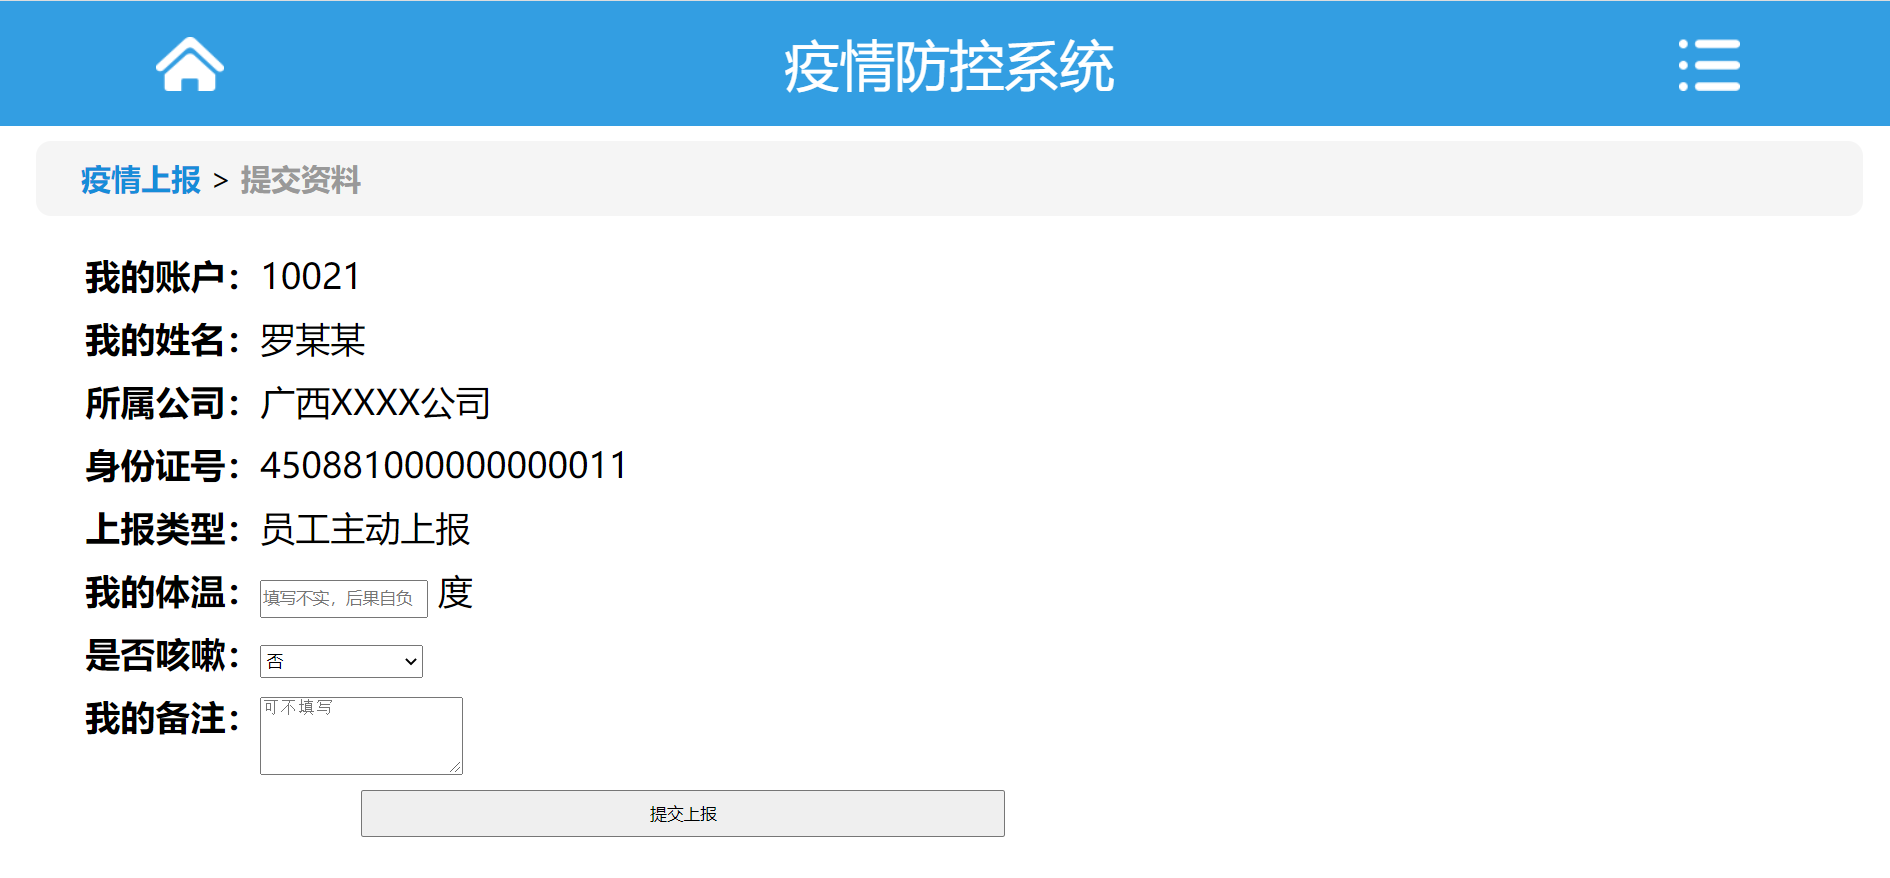 疫情防控系统
疫情上报 > 提交资料
我的账户：10021
我的姓名：罗某某
所属公司：广西XXXX公司
身份证号：450881000000000011
上报类型：员工主动上报
我的体温：填写不实，后果自负 度
是否咳嗽：否
我的备注：可不填写
提交上报